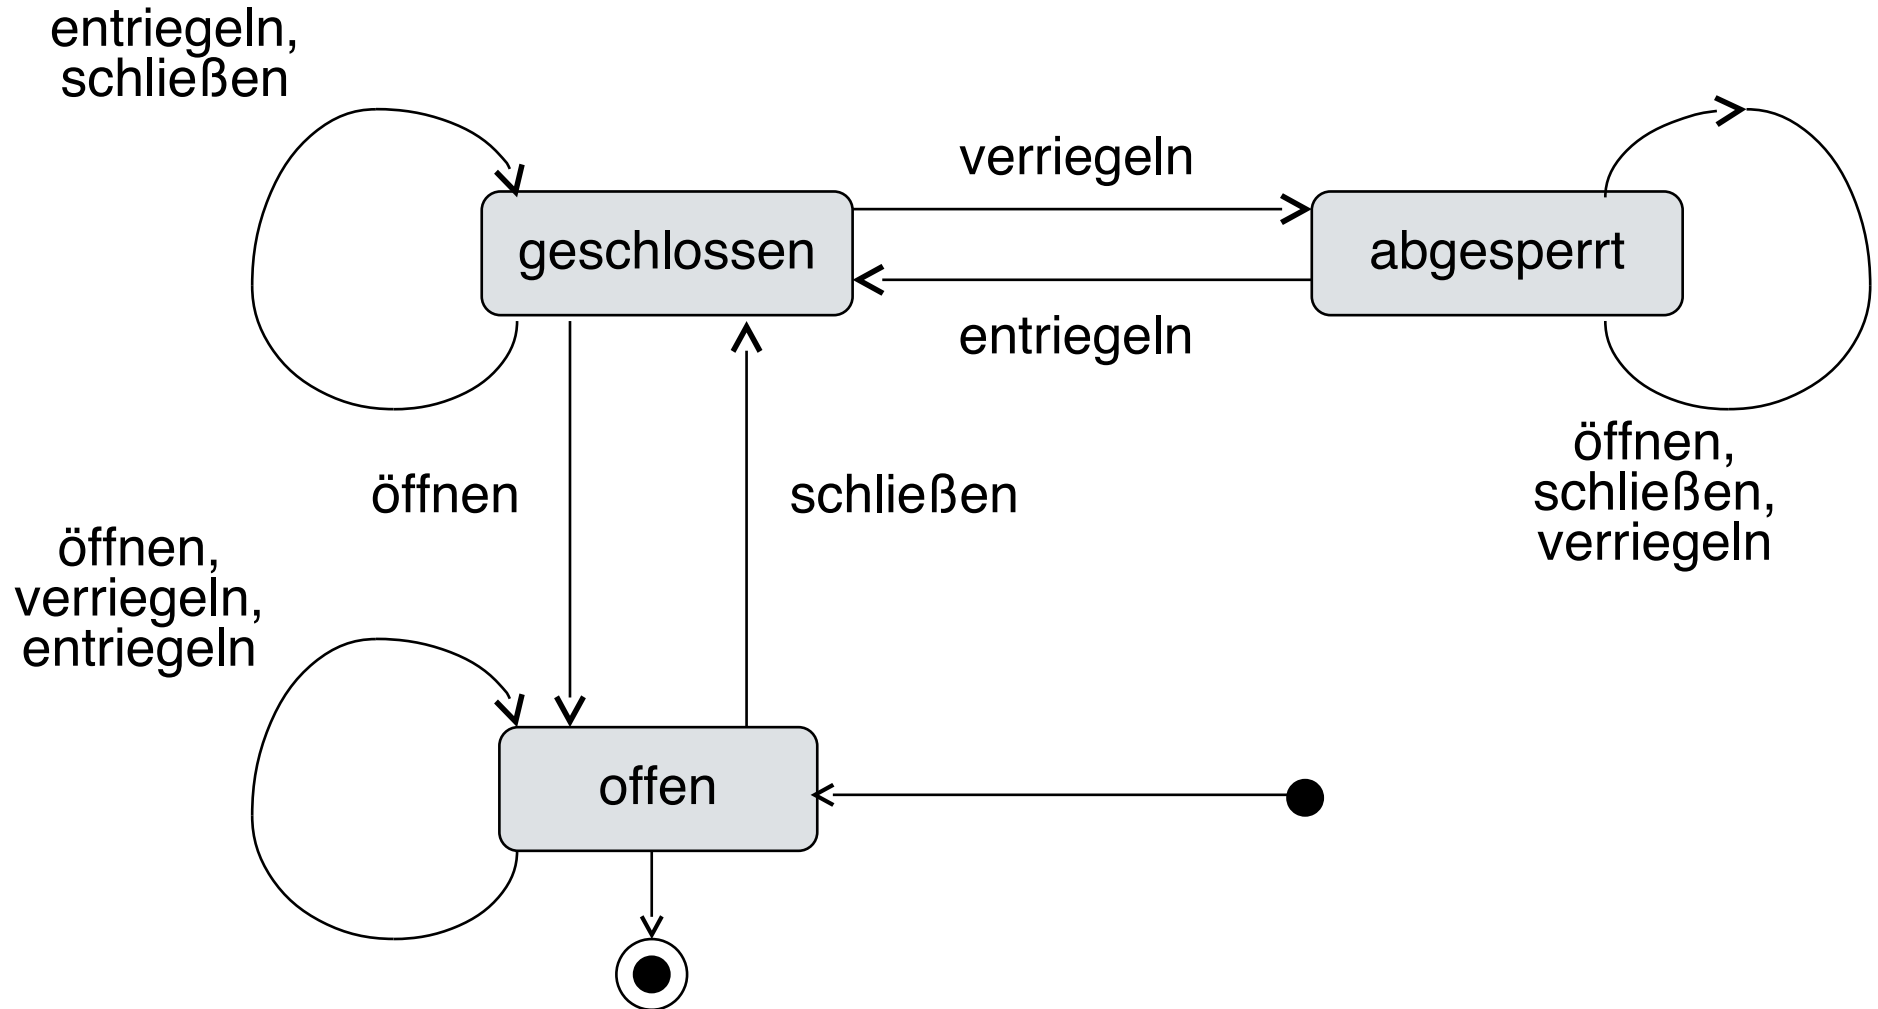 entriegeln,
schließen
verriegeln
geschlossen
abgesperrt
entriegeln
öffnen
schließen
öffnen,
schließen,
verriegeln
öffnen,
verriegeln,
entriegeln
offen